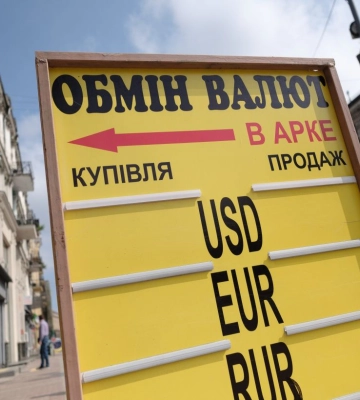 ОБМІН ВАЛЮТ
В АРКЕ
КУПІВЛЯ ПРОДАЖ
USD
EUR
RUB